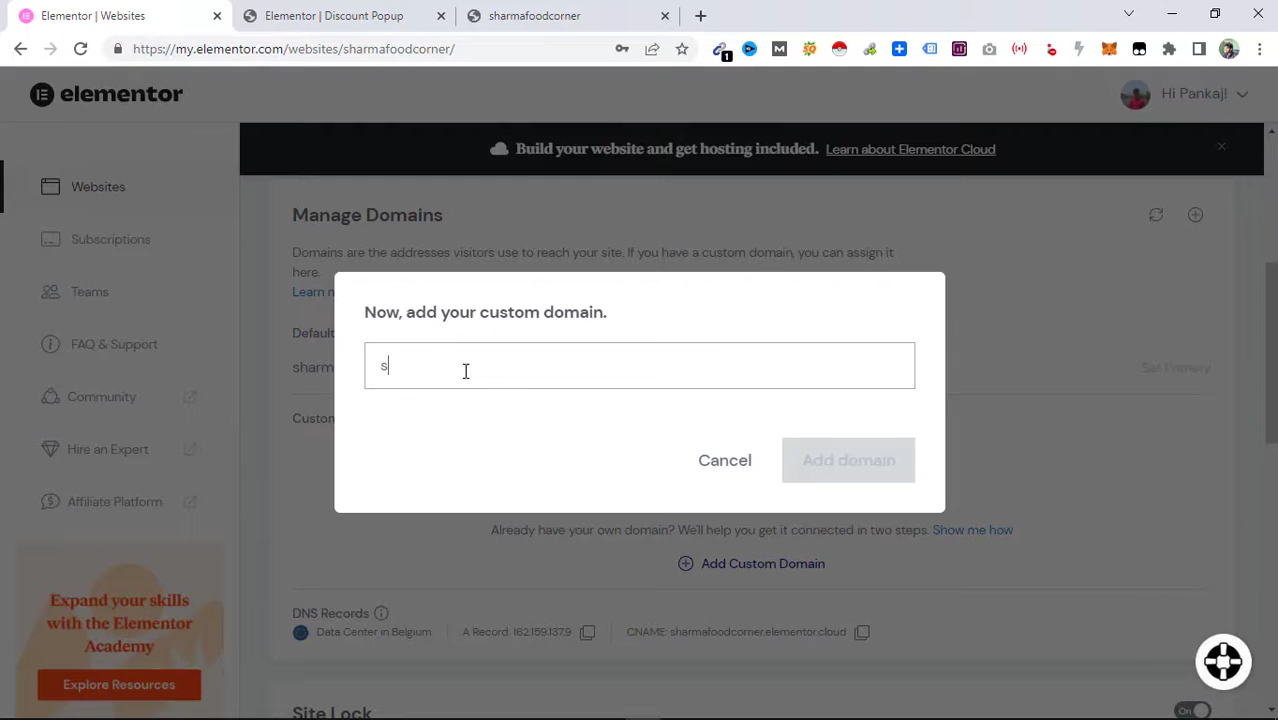 Elementor | Websites
Elementor | Discount Popup
sharmafoodcorner
https://my.elementor.com/websites/sharmafoodcorner/
1
elementor
Hi Pankaj!
Build your website and get hosting included. Learn about Elementor Cloud
Websites
Subscriptions
Teams
FAQ & Support
Community
Hire an Expert
Affiliate Platform
Expand your skills
with the Elementor
Academy
Explore Resources
Manage Domains
Domains are the addresses visitors use to reach your site. If you have a custom domain, you can assign it
here.
Learn
Default
sharm
Set Primary
Custom
Now, add your custom domain.
s
Cancel
Add domain
Already have your own domain? We'll help you get it connected in two steps. Show me how
Add Custom Domain
DNS Records
Data Center in Belgium
A Record: 162.159.137.9
CNAME: sharmafoodcorner.elementor.cloud
Site Lock
On